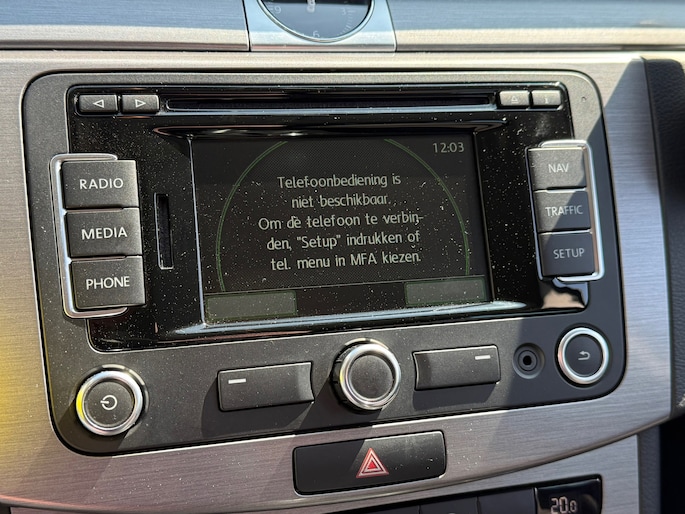 12:03
RADIO
MEDIA
PHONE
Telefoonbediening is
niet beschikbaar.
Om de telefoon te verbin-
den, "Setup" indrukken of
tel. menu in MFA kiezen.
NAV
TRAFFIC
SETUP
20.0